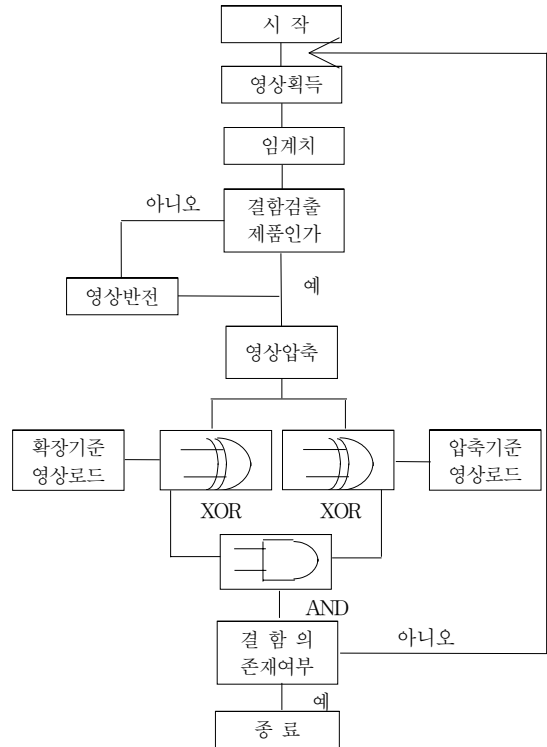 시 작
영상획득
임계치
아니오
결함검출
제품인가
예
영상반전
영상압축
확장기준
영상로드
압축기준
영상로드
XOR
XOR
AND
결 함 의
존재여부
아니오
예
종 료